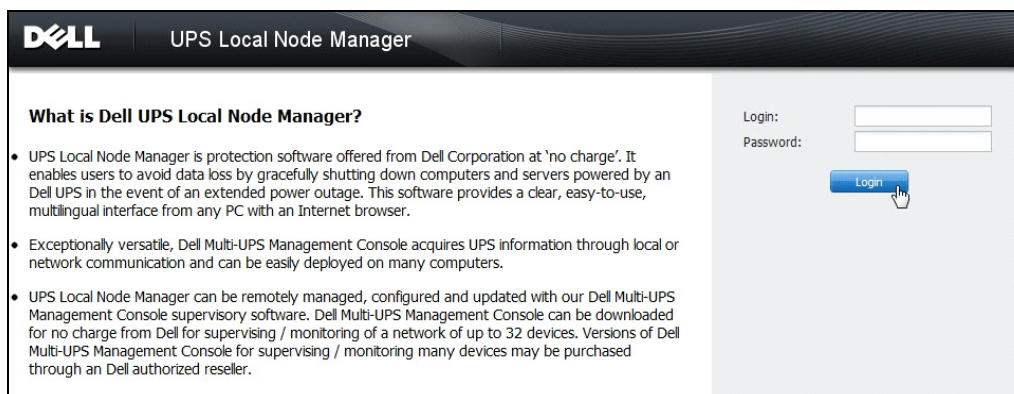 DELL
UPS Local Node Manager
What is Dell UPS Local Node Manager?
• UPS Local Node Manager is protection software offered from Dell Corporation at 'no charge'. It
enables users to avoid data loss by gracefully shutting down computers and servers powered by an
Dell UPS in the event of an extended power outage. This software provides a clear, easy-to-use,
multilingual interface from any PC with an Internet browser.
• Exceptionally versatile, Dell Multi-UPS Management Console acquires UPS information through local or
network communication and can be easily deployed on many computers.
• UPS Local Node Manager can be remotely managed, configured and updated with our Dell Multi-UPS
Management Console supervisory software. Dell Multi-UPS Management Console can be downloaded
for no charge from Dell for supervising / monitoring of a network of up to 32 devices. Versions of Dell
Multi-UPS Management Console for supervising / monitoring many devices may be purchased
through an Dell authorized reseller.
Login:
Password:
Login